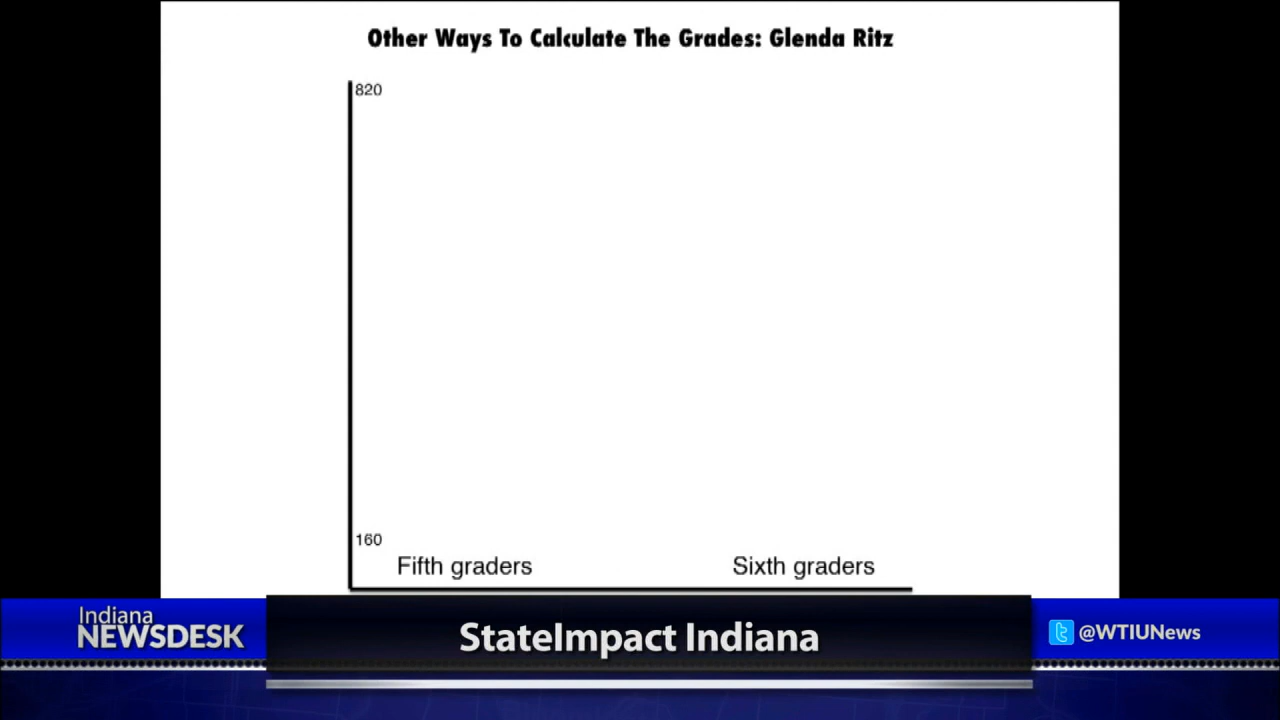 Other Ways To Calculate The Grades: Glenda Ritz
820
160
Fifth graders
Sixth graders
Indiana
NEWSDESK
StateImpact Indiana
@WTIUNews